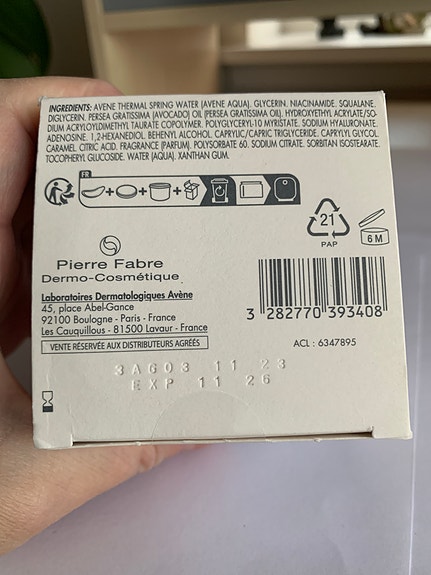 INGREDIENTS: AVENE THERMAL SPRING WATER (AVENE AQUA). GLYCERIN. NIACINAMIDE. SQUALANE.
DIGLYCERIN. PERSEA GRATISSIMA (AVOCADO) OIL (PERSEA GRATISSIMA OIL). HYDROXYETHYL ACRYLATE/SO-
DIUM ACRYLOYLDIMETHYL TAURATE COPOLYMER. POLYGLYCERYL-10 MYRISTATE. SODIUM HYALURONATE.
ADENOSINE. 1,2-HEXANEDIOL. BEHENYL ALCOHOL. CAPRYLIC/CAPRIC TRIGLYCERIDE. CAPRYLYL GLYCOL.
CARAMEL. CITRIC ACID. FRAGRANCE (PARFUM). POLYSORBATE 60. SODIUM CITRATE. SORBITAN ISOSTEARATE.
TOCOPHERYL GLUCOSIDE. WATER (AQUA). XANTHAN GUM.
FR
21
PAP
6 M
Pierre Fabre
Dermo-Cosmétique
Laboratoires Dermatologiques Avène
45, place Abel-Gance
92100 Boulogne - Paris - France
Les Cauquillous - 81500 Lavaur - France
VENTE RÉSERVÉE AUX DISTRIBUTEURS AGRÉÉS
3 282770 393408
ACL : 6347895
3A603 11 23
EXP 11 26